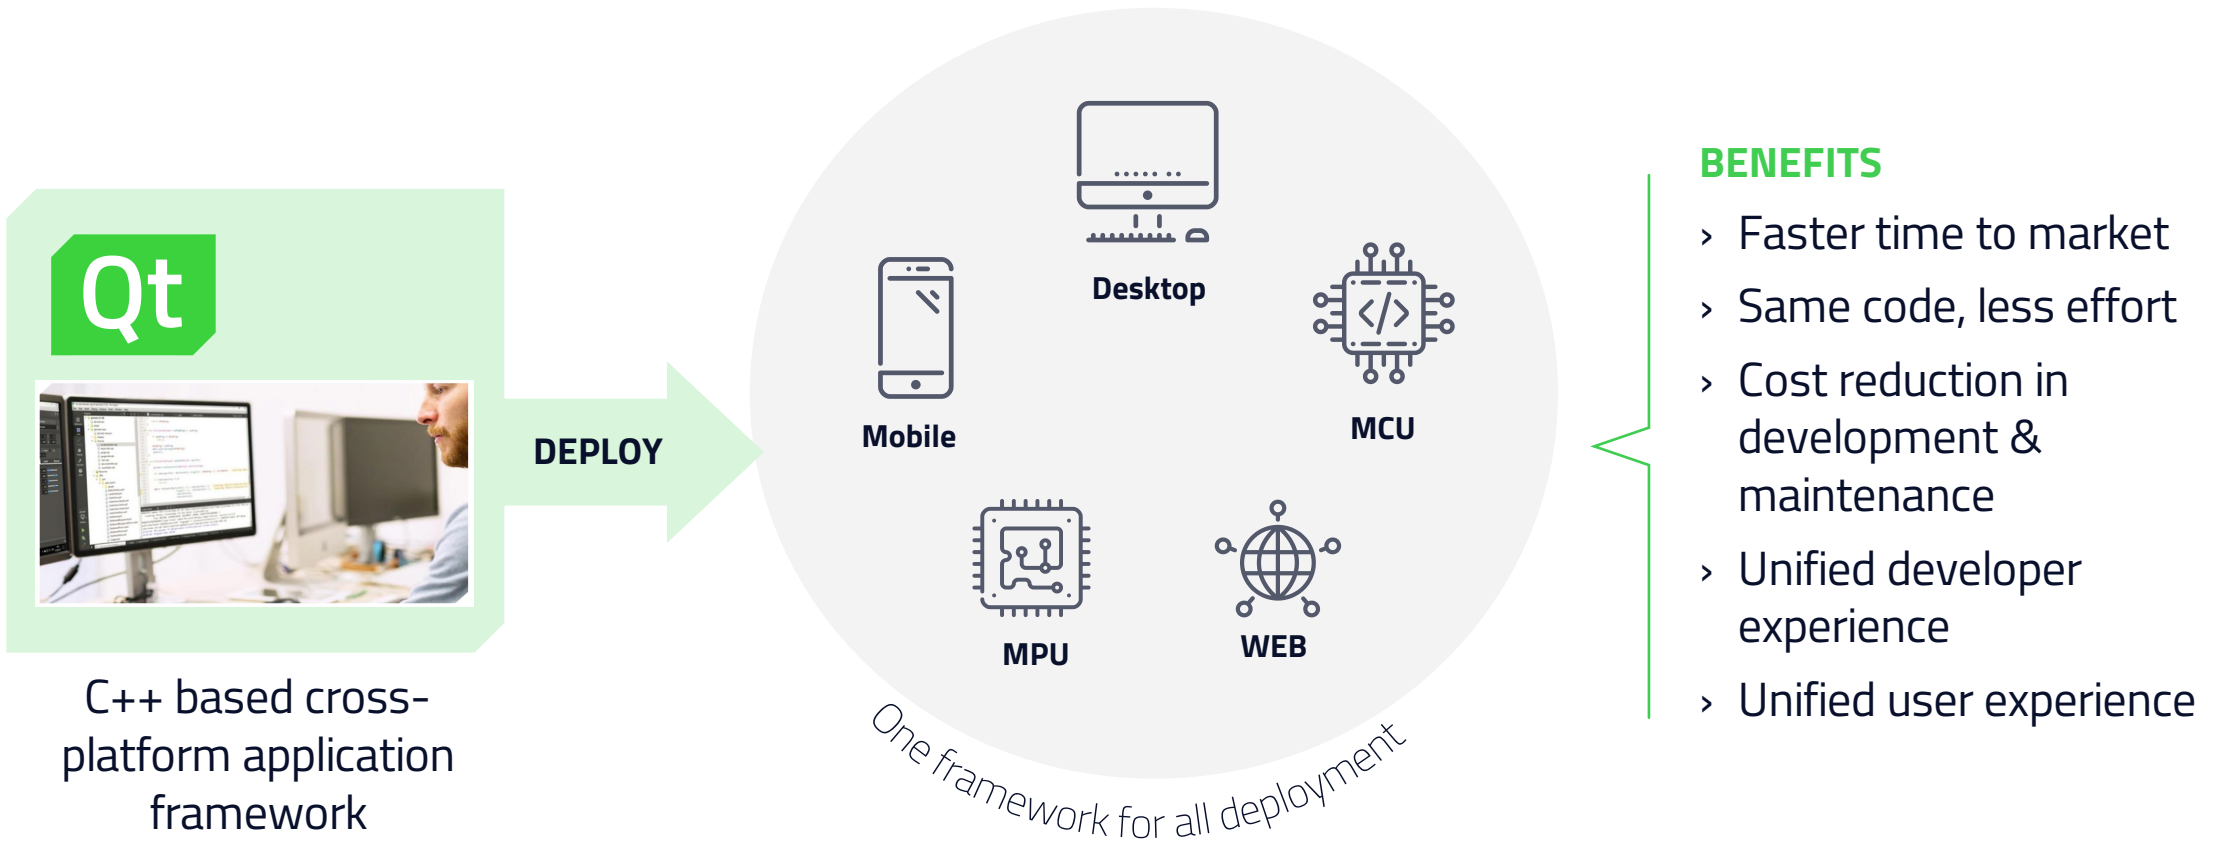 Qt
C++ based cross-
platform application
framework
DEPLOY
Desktop
Mobile
MCU
MPU
WEB
One framework for all deployment
BENEFITS
› Faster time to market
› Same code, less effort
› Cost reduction in
development &
maintenance
› Unified developer
experience
› Unified user experience